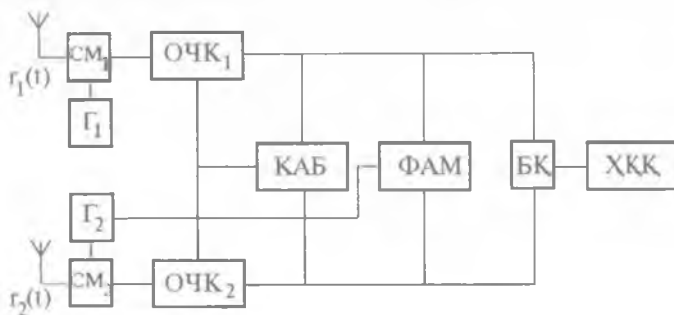 СМ₁
ОЧК₁
r₁(t)
Г₁
КАБ
ФАМ
БҚ
ХҚҚ
Г₂
СМ₂
ОЧК₂
r₂(t)